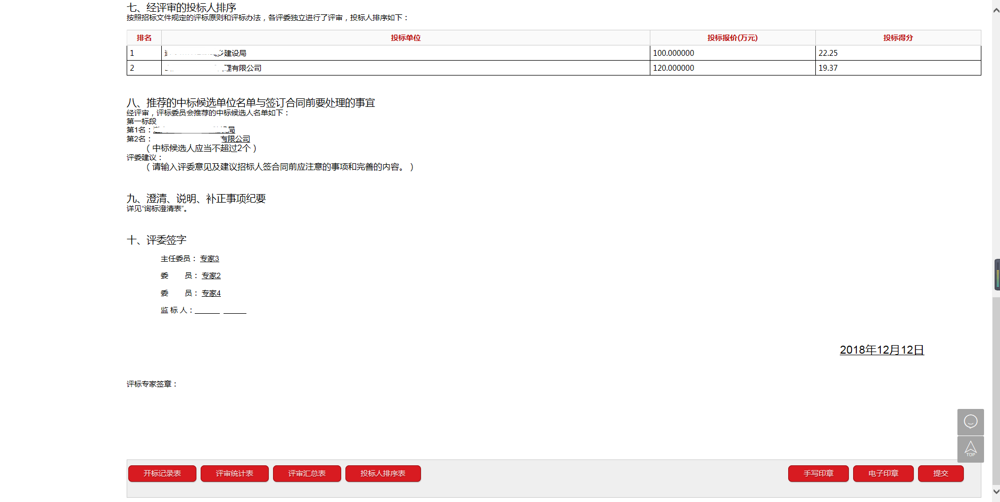 七、经评审的投标人排序
按照招标文件规定的评标原则和评标办法，各评委独立进行了评审，投标人排序如下：
排名 投标单位 投标报价(万元) 投标得分
1 建设局 100.000000 22.25
2 理有限公司 120.000000 19.37
八、推荐的中标候选单位名单与签订合同前要处理的事宜
经评审，评标委员会推荐的中标候选人名单如下：
第一标段
第1名： 局
第2名： 有限公司
（中标候选人应当不超过2个）
评委建议：
（请输入评委意见及建议招标人签合同前应注意的事项和完善的内容。）
九、澄清、说明、补正事项纪要
详见“询标澄清表”。
十、评委签字
主任委员： 专家3
委 员： 专家2
委 员： 专家4
监 标 人：
2018年12月12日
评标专家签章：
TOP
开标记录表 评审统计表 评审汇总表 投标人排序表 手写印章 电子印章 提交